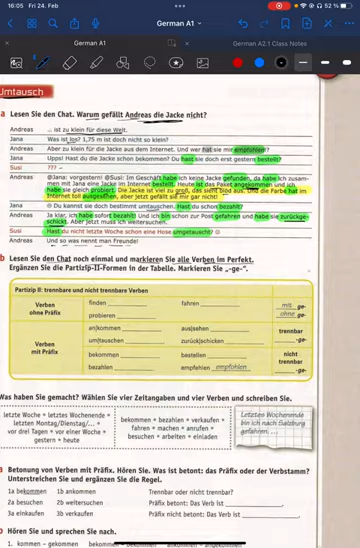 16:05 Fri 24. Feb
52 %
German A1
German A1
German A2.1 Class Notes
Umtausch
a Lesen Sie den Chat. Warum gefällt Andreas die Jacke nicht?
Andreas ... ist zu klein für diese Welt.
Jana Was ist los? 1,75 m ist doch nicht so klein?
Andreas Aber zu klein für die Jacke aus dem Internet. Und wer hat sie mir empfohlen?
Jana Upps! Hast du die Jacke schon bekommen? Du hast sie doch erst gestern bestellt?
Susi ??? –
Andreas @Jana: vorgestern! @Susi: Im Geschäft habe ich keine Jacke gefunden, da habe ich zusam-
men mit Jana eine Jacke im Internet bestellt. Heute ist das Paket angekommen und ich
habe sie gleich probiert. Die Jacke ist viel zu groß, das sieht blöd aus. Und die Farbe hat im
Internet toll ausgesehen, aber jetzt gefällt sie mir gar nicht!
Jana Du kannst sie doch bestimmt umtauschen. Hast du schon bezahlt?
Andreas Ja klar, ich habe sofort bezahlt! Und ich bin schon zur Post gefahren und habe sie zurückge-
schickt. Aber jetzt muss ich weitersuchen.
Susi Hast du nicht letzte Woche schon eine Hose umgetauscht?
Andreas Und so was nennt man Freunde!
b Lesen Sie den Chat noch einmal und markieren Sie alle Verben im Perfekt.
Ergänzen Sie die Partizip-II-Formen in der Tabelle. Markieren Sie „-ge-“.
Partizip II: trennbare und nicht trennbare Verben
Verben ohne Präfix
finden fahren mit ge-
probieren ohne ge-
Verben mit Präfix
an|kommen aus|sehen trennbar
um|tauschen zurück|schicken -ge-
bekommen bestellen nicht trennbar
bezahlen empfehlen empfohlen -ge-
Was haben Sie gemacht? Wählen Sie vier Zeitangaben und vier Verben und schreiben Sie.
letzte Woche • letztes Wochenende •
letzten Montag/Dienstag/... •
vor drei Tagen • vor einer Woche •
gestern • heute
bekommen • bezahlen • verkaufen •
fahren • machen • anrufen •
besuchen • arbeiten • einladen
Letztes Wochenende
bin ich nach Salzburg
gefahren. ...
a Betonung von Verben mit Präfix. Hören Sie. Was ist betont: das Präfix oder der Verbstamm?
Unterstreichen Sie und ergänzen Sie die Regel.
1a bekommen 1b ankommen Trennbar oder nicht trennbar?
2a besuchen 2b weitersuchen Präfix betont: Das Verb ist
3a einkaufen 3b verkaufen Präfix nicht betont: Das Verb ist
b Hören Sie und sprechen Sie nach.
1. kommen – gekommen bekommen